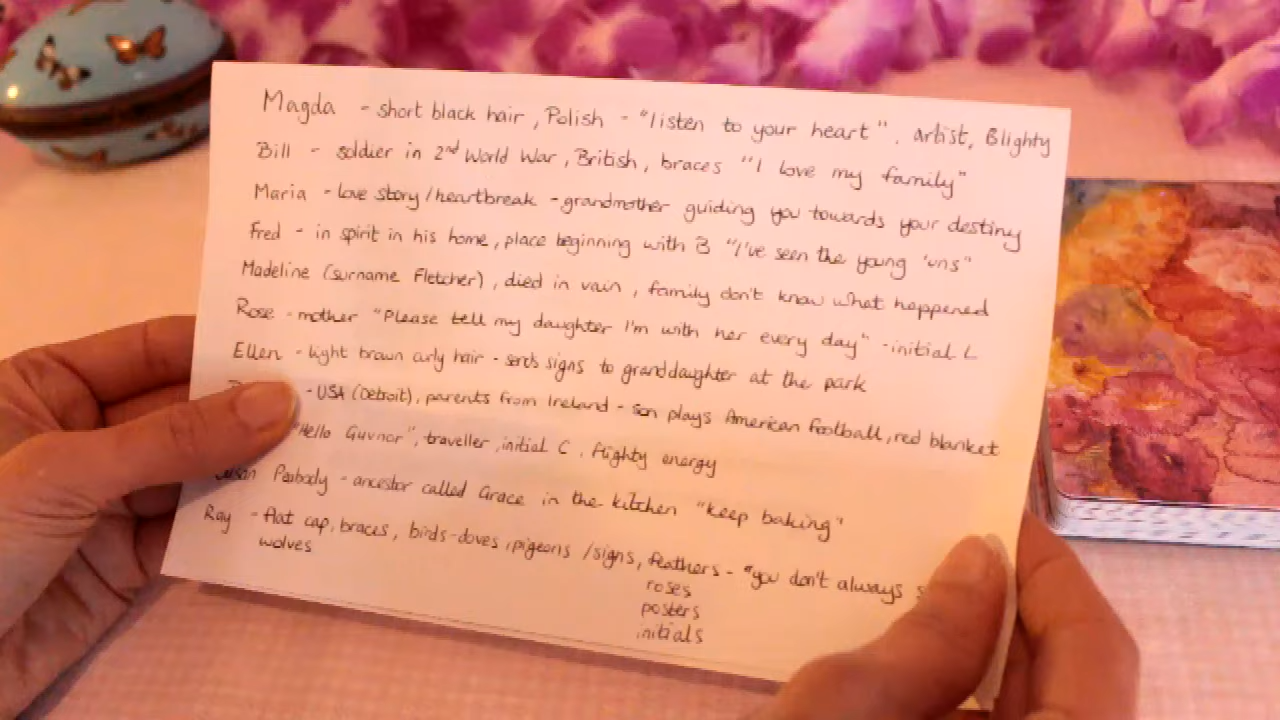 Magda - short black hair, Polish - "listen to your heart", artist, Blighty
Bill - soldier in 2nd World War, British, braces "I love my family"
Maria - love story/heartbreak - grandmother guiding you towards your destiny
Fred - in spirit in his home, place beginning with B "I've seen the young 'uns"
Madeline (surname Fletcher), died in vain, family don't know what happened
Rose - mother "Please tell my daughter I'm with her every day" - initial L
Ellen - light brown curly hair - sends signs to granddaughter at the park
- USA (Detroit), parents from Ireland - son plays American football, red blanket
"Hello Guvnor", traveller, initial C, flighty energy
Peabody - ancestor called Grace in the kitchen "keep baking"
Ray - flat cap, braces, birds-doves, pigeons /signs, feathers - "you don't always
wolves
roses
posters
initials